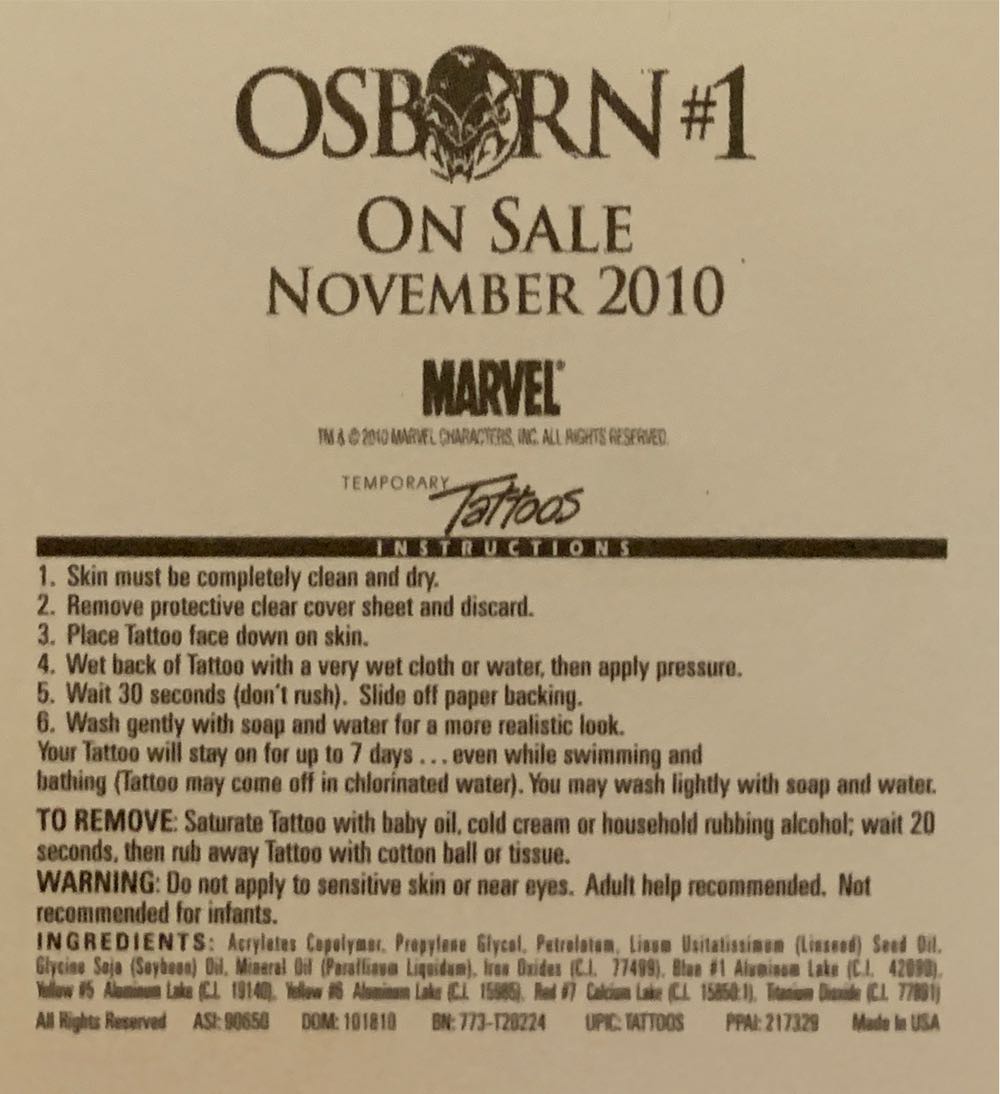 OSBORN #1
ON SALE
NOVEMBER 2010
MARVEL®
TM & © 2010 MARVEL CHARACTERS, INC. ALL RIGHTS RESERVED.
TEMPORARY Tattoos
INSTRUCTIONS
1. Skin must be completely clean and dry.
2. Remove protective clear cover sheet and discard.
3. Place Tattoo face down on skin.
4. Wet back of Tattoo with a very wet cloth or water, then apply pressure.
5. Wait 30 seconds (don't rush). Slide off paper backing.
6. Wash gently with soap and water for a more realistic look.
Your Tattoo will stay on for up to 7 days . . . even while swimming and
bathing (Tattoo may come off in chlorinated water). You may wash lightly with soap and water.
TO REMOVE: Saturate Tattoo with baby oil, cold cream or household rubbing alcohol; wait 20
seconds, then rub away Tattoo with cotton ball or tissue.
WARNING: Do not apply to sensitive skin or near eyes. Adult help recommended. Not
recommended for infants.
INGREDIENTS: Acrylates Copolymer, Propylene Glycol, Petrolatum, Linum Usitatissimum (Linseed) Seed Oil,
Glycine Soja (Soybean) Oil, Mineral Oil (Paraffinum Liquidum), Iron Oxides (C.I. 77499), Blue #1 Aluminum Lake (C.I. 42090),
Yellow #5 Aluminum Lake (C.I. 19140), Yellow #6 Aluminum Lake (C.I. 15985), Red #7 Calcium Lake (C.I. 15850:1), Titanium Dioxide (C.I. 77891)
All Rights Reserved ASI: 90650 DOM: 101810 BN: 773-T20224 UPIC: TATTOOS PPAI: 217329 Made In USA